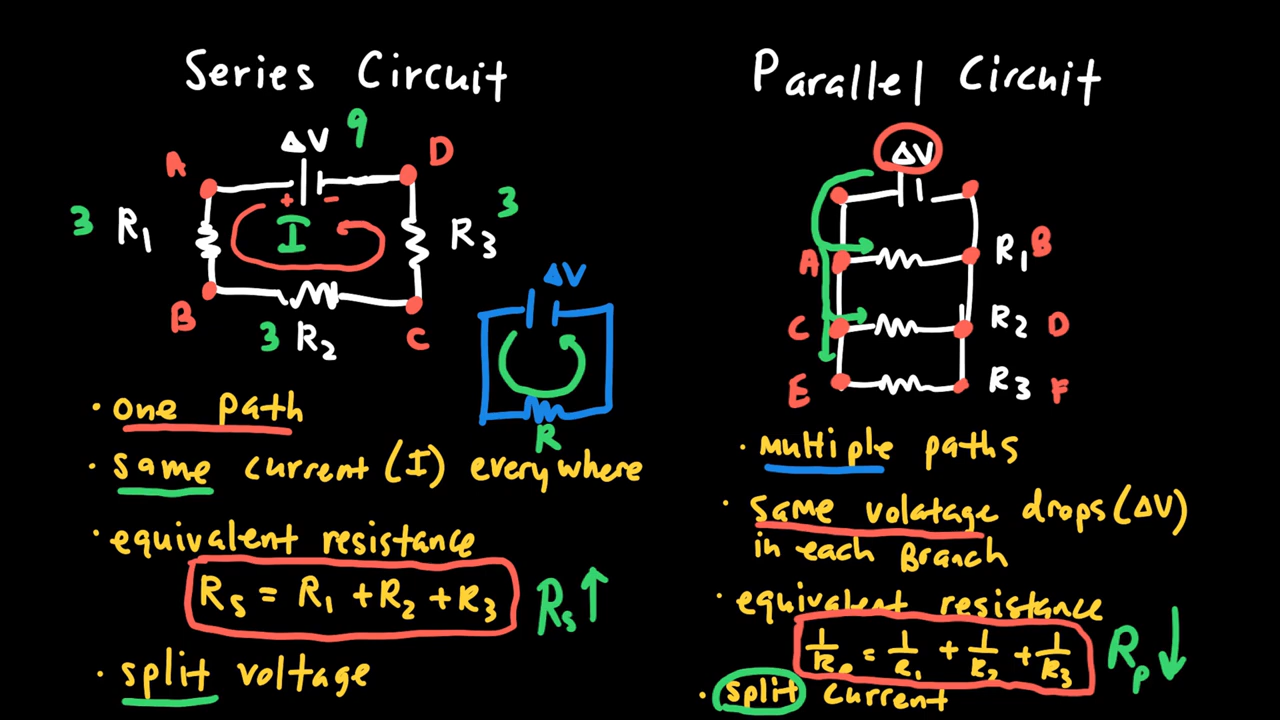 Series Circuit
ΔV 9
A
D
+ -
3 R1
I
R3 3
B
3 R2
C
ΔV
R
· one path
· same current (I) everywhere
· equivalent resistance
Rs = R1 + R2 + R3
Rs ↑
· split voltage
Parallel Circuit
ΔV
A R1 B
C R2 D
E R3 F
· multiple paths
· same volatage drops (ΔV)
in each Branch
· equivalent resistance
1/Rp = 1/R1 + 1/R2 + 1/R3
Rp ↓
· split current